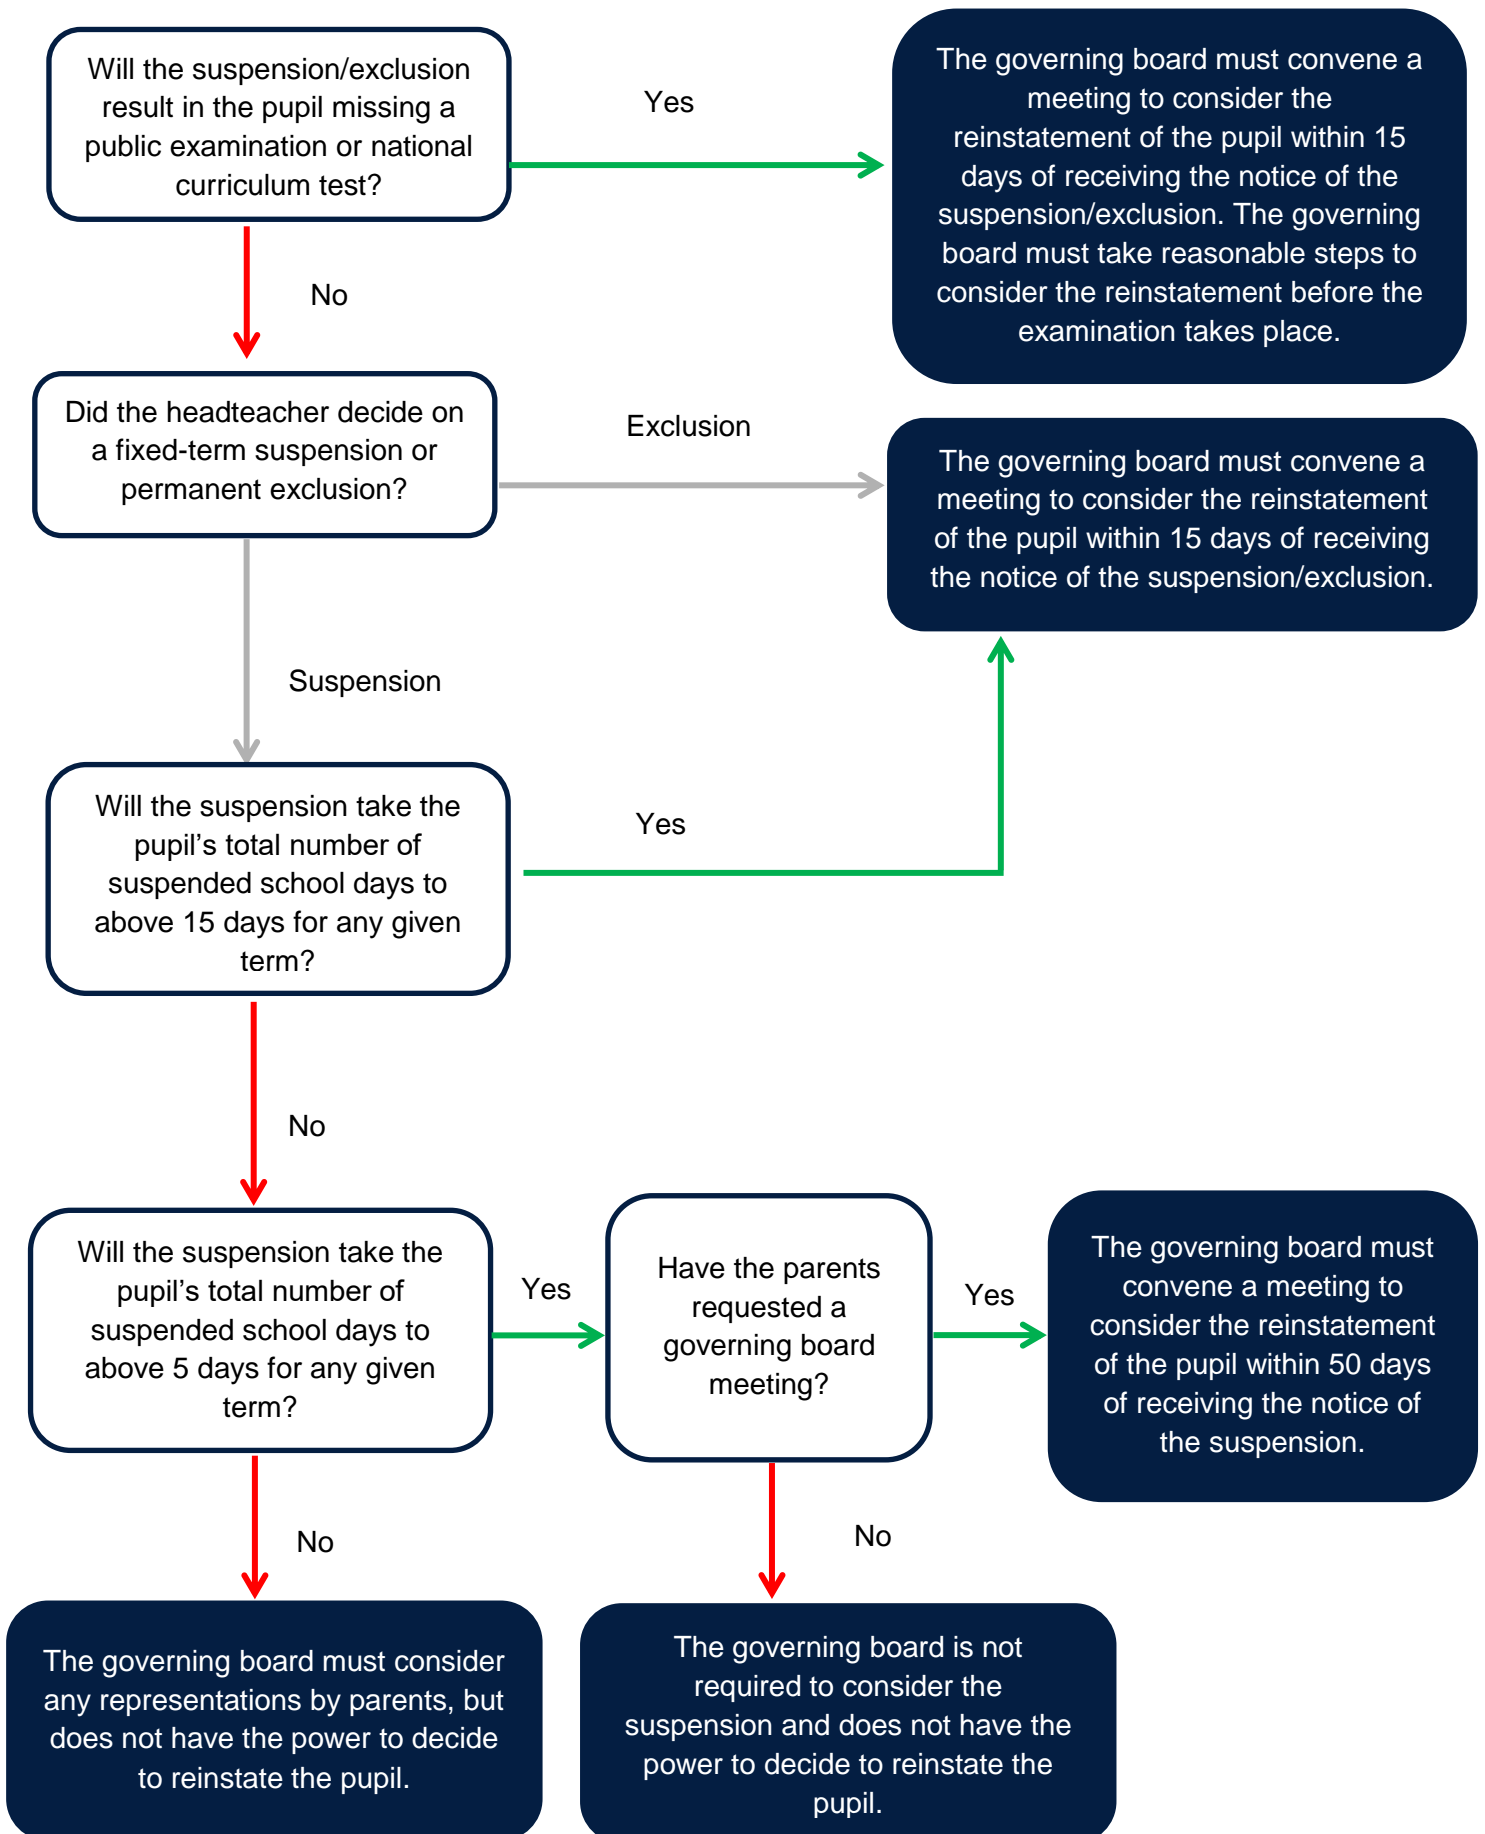 Will the suspension/exclusion
result in the pupil missing a
public examination or national
curriculum test?
Yes
The governing board must convene a
meeting to consider the
reinstatement of the pupil within 15
days of receiving the notice of the
suspension/exclusion. The governing
board must take reasonable steps to
consider the reinstatement before the
examination takes place.
No
Did the headteacher decide on
a fixed-term suspension or
permanent exclusion?
Exclusion
The governing board must convene a
meeting to consider the reinstatement
of the pupil within 15 days of receiving
the notice of the suspension/exclusion.
Suspension
Will the suspension take the
pupil’s total number of
suspended school days to
above 15 days for any given
term?
Yes
No
Will the suspension take the
pupil’s total number of
suspended school days to
above 5 days for any given
term?
Yes
Have the parents
requested a
governing board
meeting?
Yes
The governing board must
convene a meeting to
consider the reinstatement
of the pupil within 50 days
of receiving the notice of
the suspension.
No
No
The governing board must consider
any representations by parents, but
does not have the power to decide
to reinstate the pupil.
The governing board is not
required to consider the
suspension and does not have the
power to decide to reinstate the
pupil.